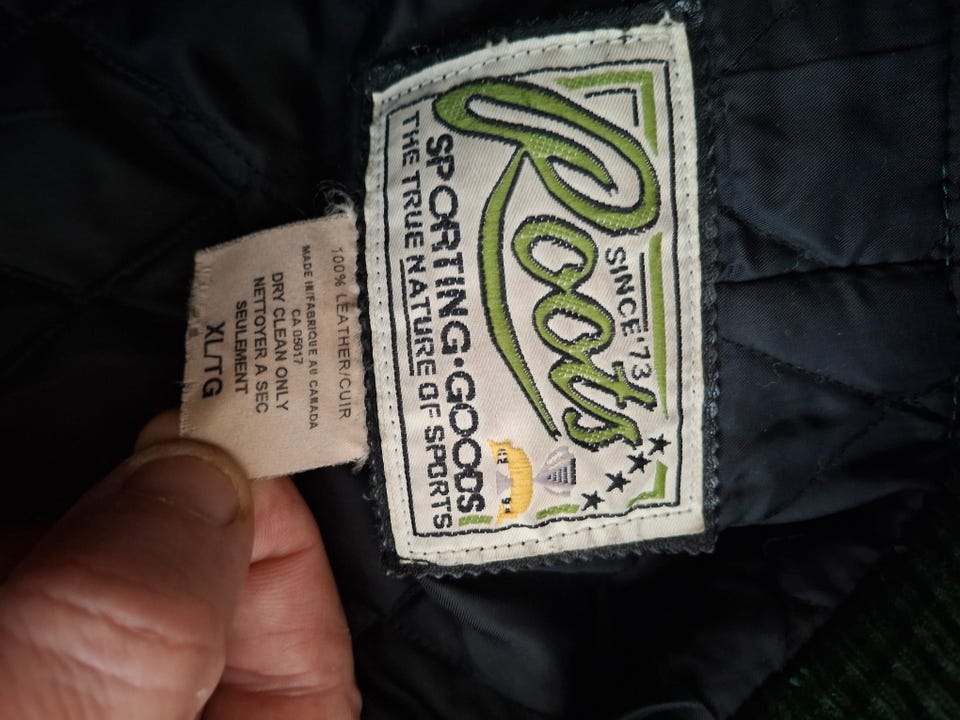 Roots
SINCE '73
SPORTING·GOODS
THE TRUE NATURE OF SPORTS
100% LEATHER/CUIR
MADE IN/FABRIQUE AU CANADA
CA 05017
DRY CLEAN ONLY
NETTOYER A SEC
SEULEMENT
XL/TG